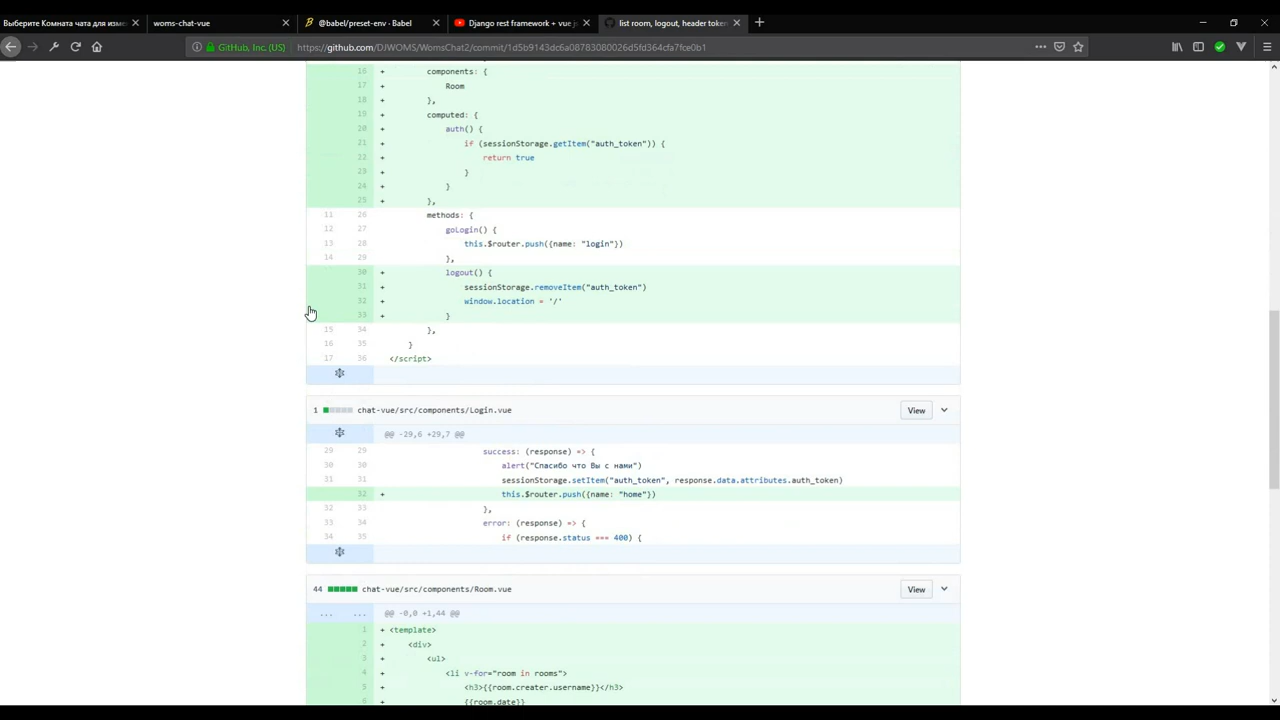 Выберите Комната чата для изме
woms-chat-vue
@babel/preset-env - Babel
Django rest framework + vue js
list room, logout, header token
GitHub, Inc. (US)
https://github.com/DJWOMS/WomsChat2/commit/1d5b9143dc6a08783080026d5fd364cfa7fce0b1
16 + components: {
17 + Room
18 + },
19 + computed: {
20 + auth() {
21 + if (sessionStorage.getItem("auth_token")) {
22 + return true
23 + }
24 + }
25 + },
11 26 methods: {
12 27 goLogin() {
13 28 this.$router.push({name: "login"})
14 29 },
30 + logout() {
31 + sessionStorage.removeItem("auth_token")
32 + window.location = '/'
33 + }
15 34 },
16 35 }
17 36 </script>
1 chat-vue/src/components/Login.vue View
@@ -29,6 +29,7 @@
29 29 success: (response) => {
30 30 alert("Спасибо что Вы с нами")
31 31 sessionStorage.setItem("auth_token", response.data.attributes.auth_token)
32 + this.$router.push({name: "home"})
32 33 },
33 34 error: (response) => {
34 35 if (response.status === 400) {
44 chat-vue/src/components/Room.vue View
... ... @@ -0,0 +1,44 @@
1 + <template>
2 + <div>
3 + <ul>
4 + <li v-for="room in rooms">
5 + <h3>{{room.creater.username}}</h3>
6 {{room.date}}